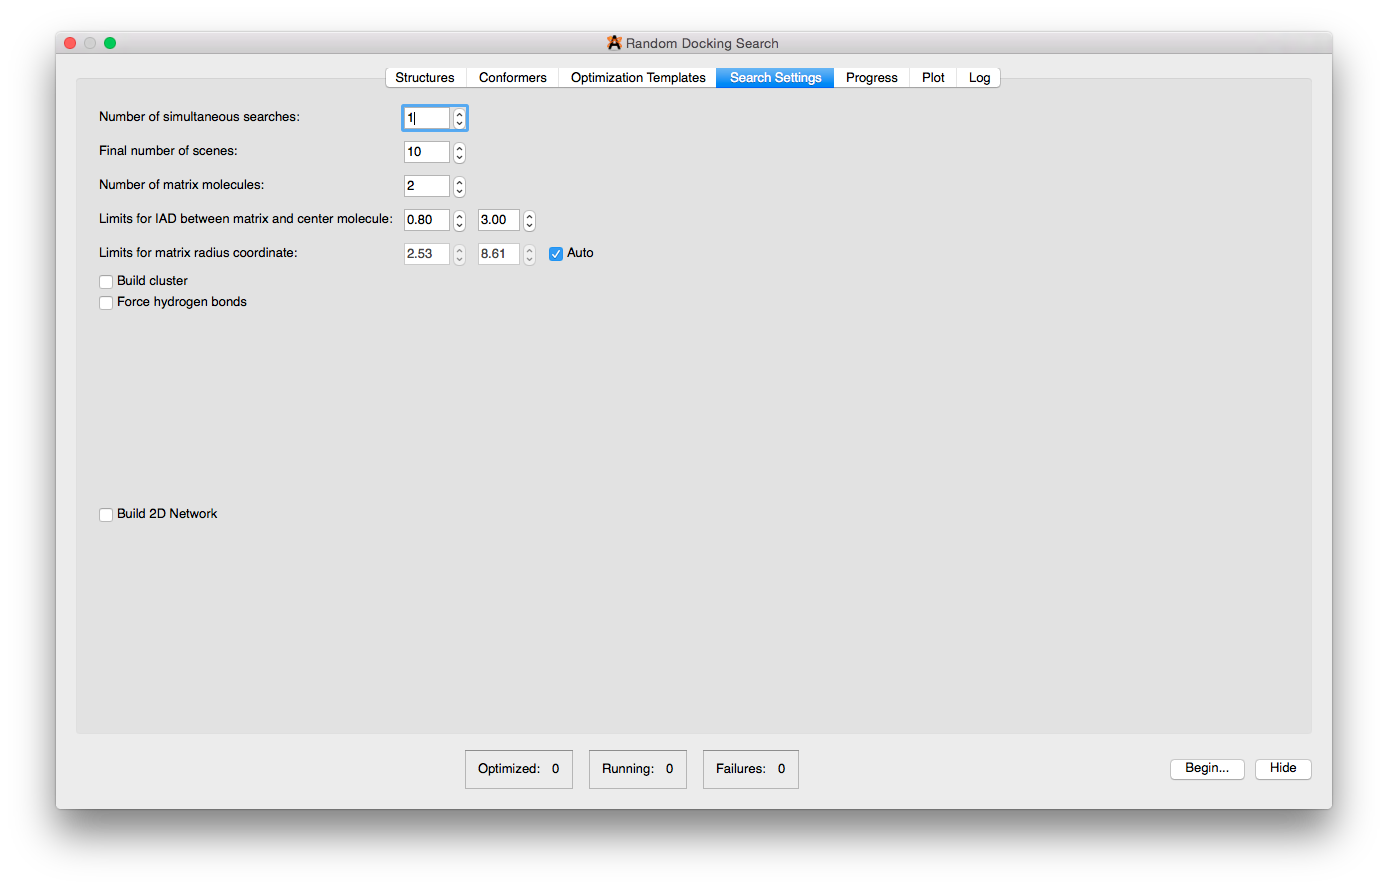 Random Docking Search
Structures Conformers Optimization Templates Search Settings Progress Plot Log
Number of simultaneous searches: 1
Final number of scenes: 10
Number of matrix molecules: 2
Limits for IAD between matrix and center molecule: 0.80 3.00
Limits for matrix radius coordinate: 2.53 8.61 Auto
Build cluster
Force hydrogen bonds
Build 2D Network
Optimized: 0 Running: 0 Failures: 0 Begin... Hide